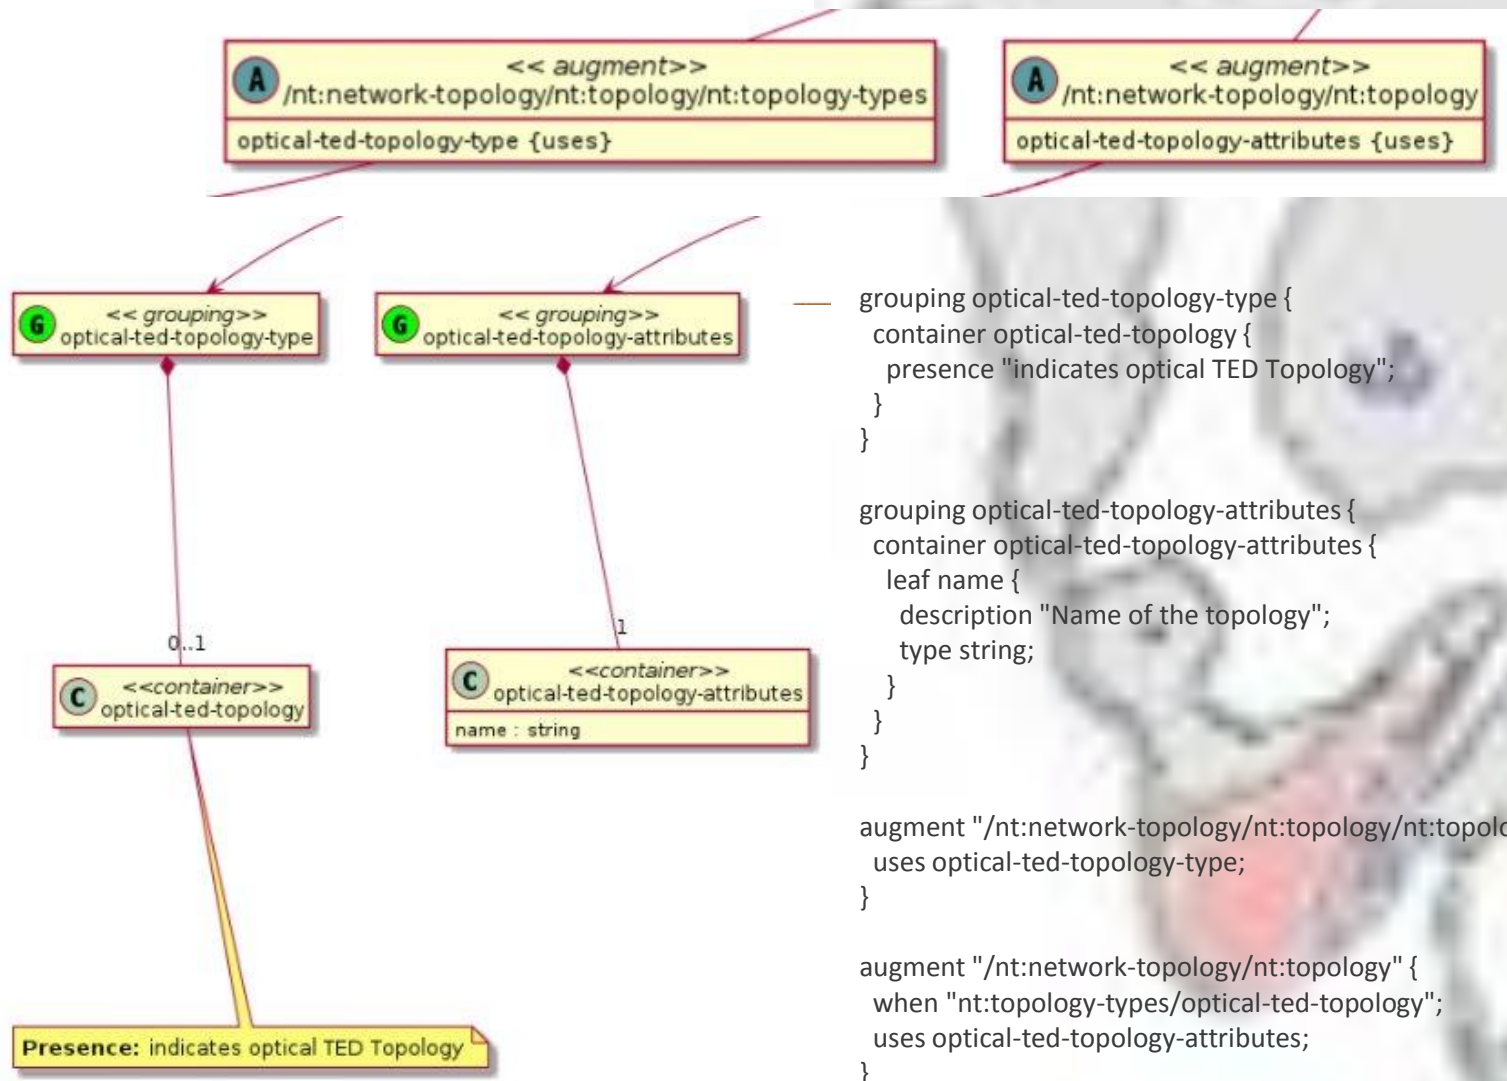 A
<< augment>>
/nt:network-topology/nt:topology/nt:topology-types
optical-ted-topology-type {uses}
A
<< augment>>
/nt:network-topology/nt:topology
optical-ted-topology-attributes {uses}
G
<< grouping>>
optical-ted-topology-type
G
<< grouping>>
optical-ted-topology-attributes
0..1
1
C
<<container>>
optical-ted-topology
C
<<container>>
optical-ted-topology-attributes
name : string
Presence: indicates optical TED Topology
grouping optical-ted-topology-type {
container optical-ted-topology {
presence "indicates optical TED Topology";
}
}
grouping optical-ted-topology-attributes {
container optical-ted-topology-attributes {
leaf name {
description "Name of the topology";
type string;
}
}
}
augment "/nt:network-topology/nt:topology/nt:topolo
uses optical-ted-topology-type;
}
augment "/nt:network-topology/nt:topology" {
when "nt:topology-types/optical-ted-topology";
uses optical-ted-topology-attributes;
}